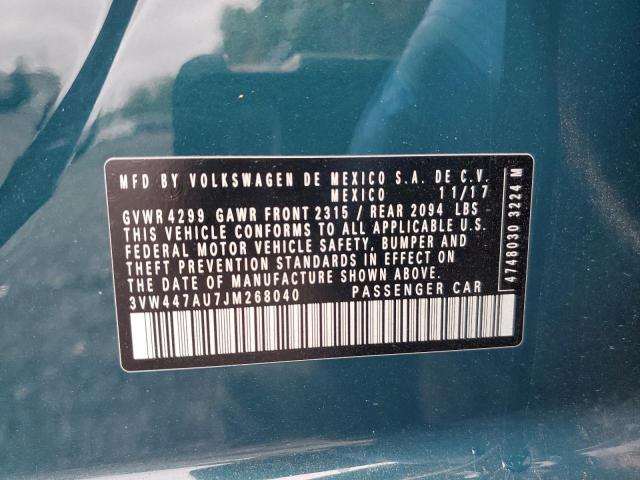 MFD BY VOLKSWAGEN DE MEXICO S.A. DE C.V.
MEXICO 11/17
GVWR 4299 GAWR FRONT 2315 / REAR 2094 LBS
THIS VEHICLE CONFORMS TO ALL APPLICABLE U.S.
FEDERAL MOTOR VEHICLE SAFETY, BUMPER AND
THEFT PREVENTION STANDARDS IN EFFECT ON
THE DATE OF MANUFACTURE SHOWN ABOVE.
3VW447AU7JM268040 PASSENGER CAR
4748030 3224 M